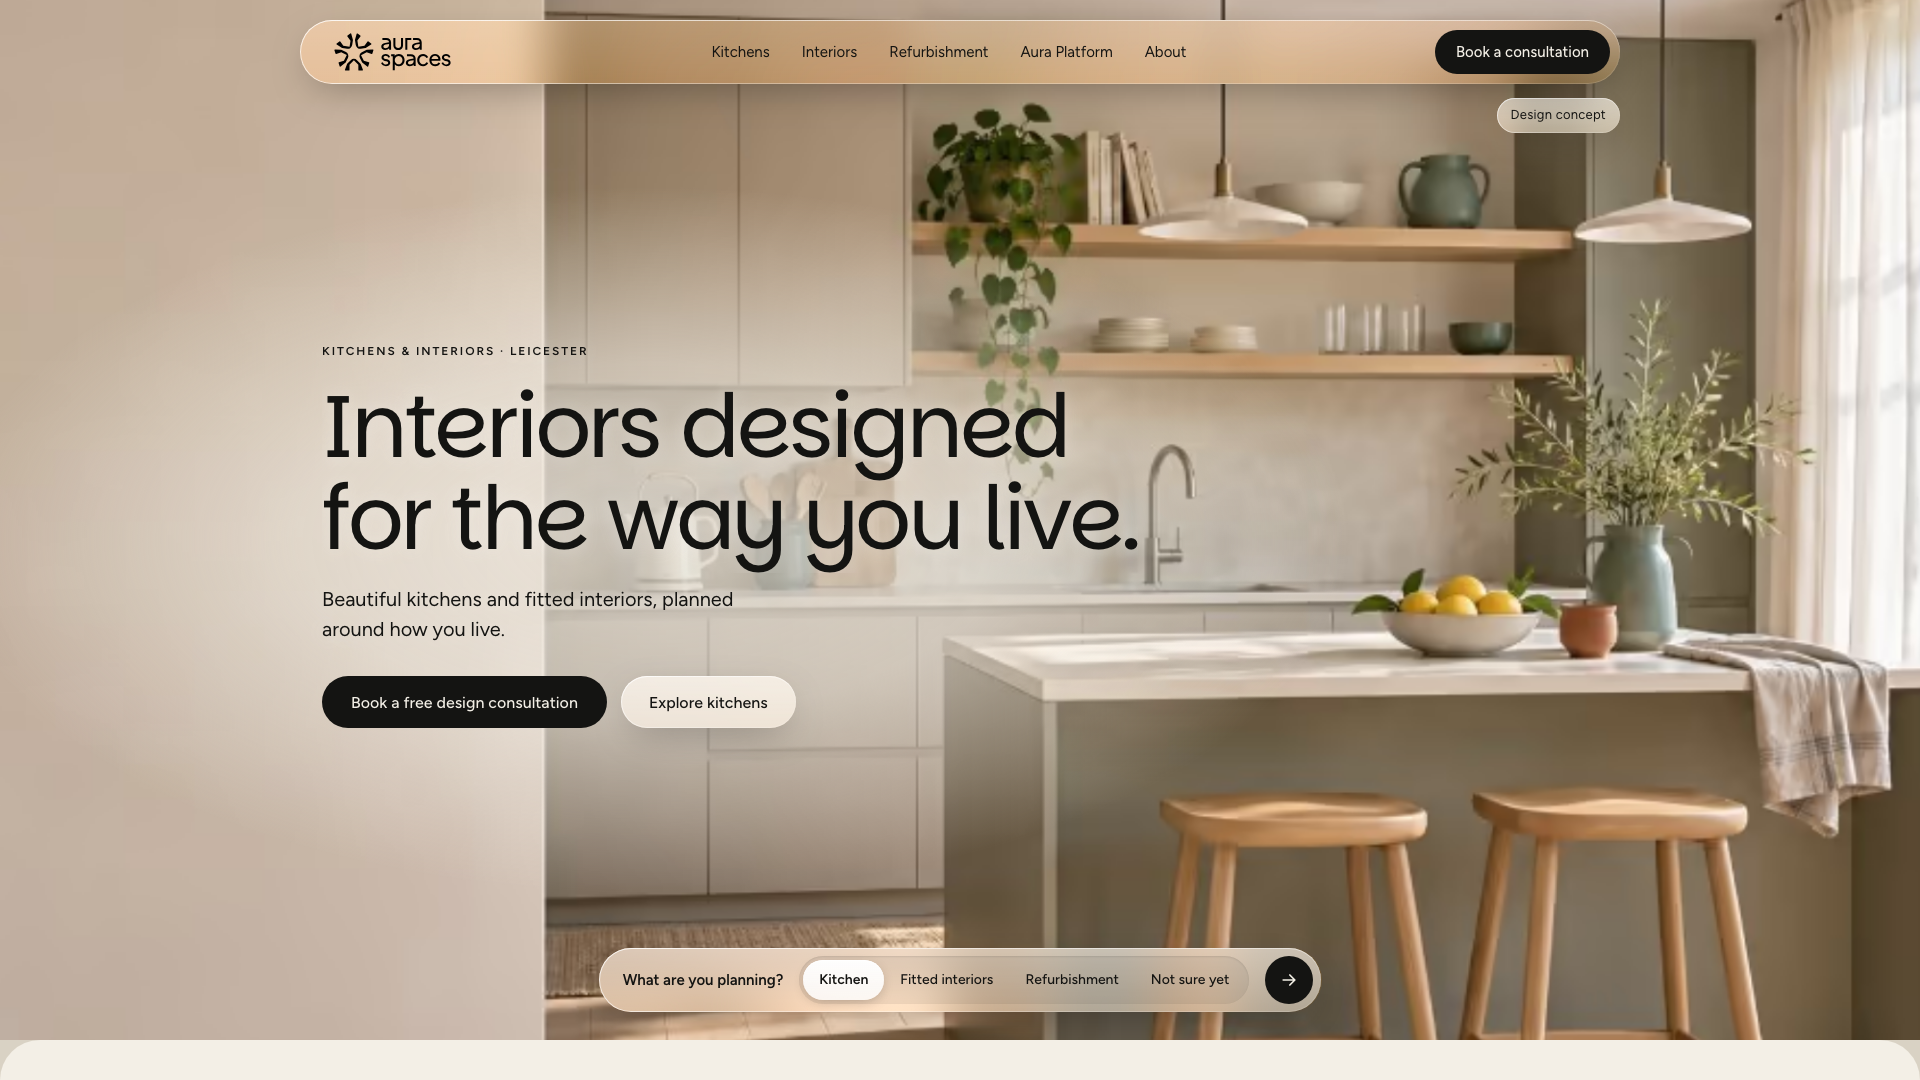 aura
spaces
Kitchens
Interiors
Refurbishment
Aura Platform
About
Book a consultation
Design concept
KITCHENS & INTERIORS · LEICESTER
Interiors designed
for the way you live.
Beautiful kitchens and fitted interiors, planned
around how you live.
Book a free design consultation
Explore kitchens
What are you planning?
Kitchen
Fitted interiors
Refurbishment
Not sure yet